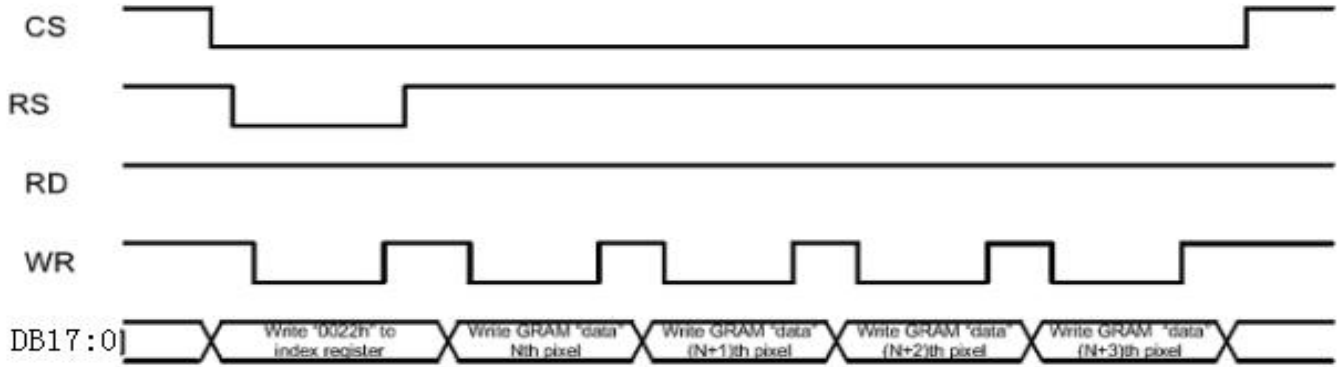 CS
RS
RD
WR
DB17:0
Write "0022h" to
index register
Write GRAM "data"
Nth pixel
Write GRAM "data"
(N+1)th pixel
Write GRAM "data"
(N+2)th pixel
Write GRAM "data"
(N+3)th pixel